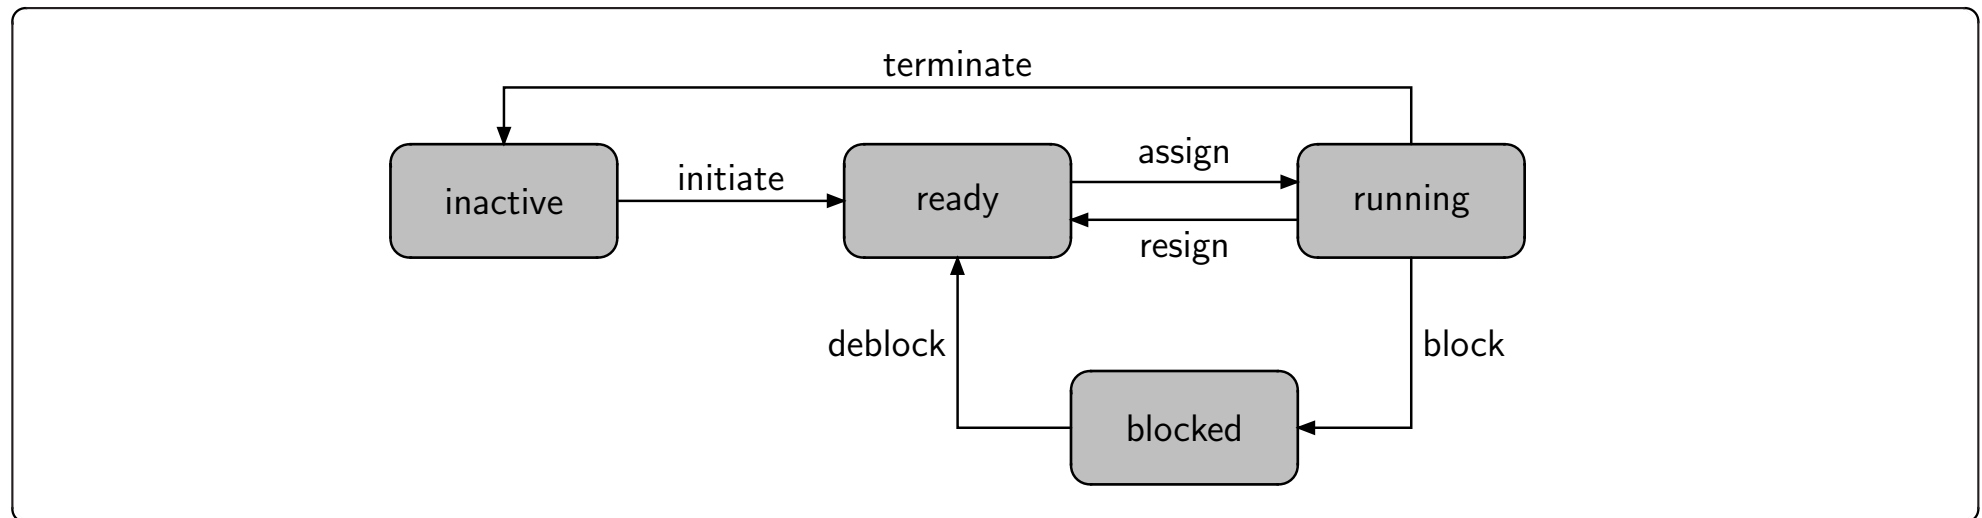 terminate
assign
initiate
inactive
ready
running
resign
deblock
block
blocked